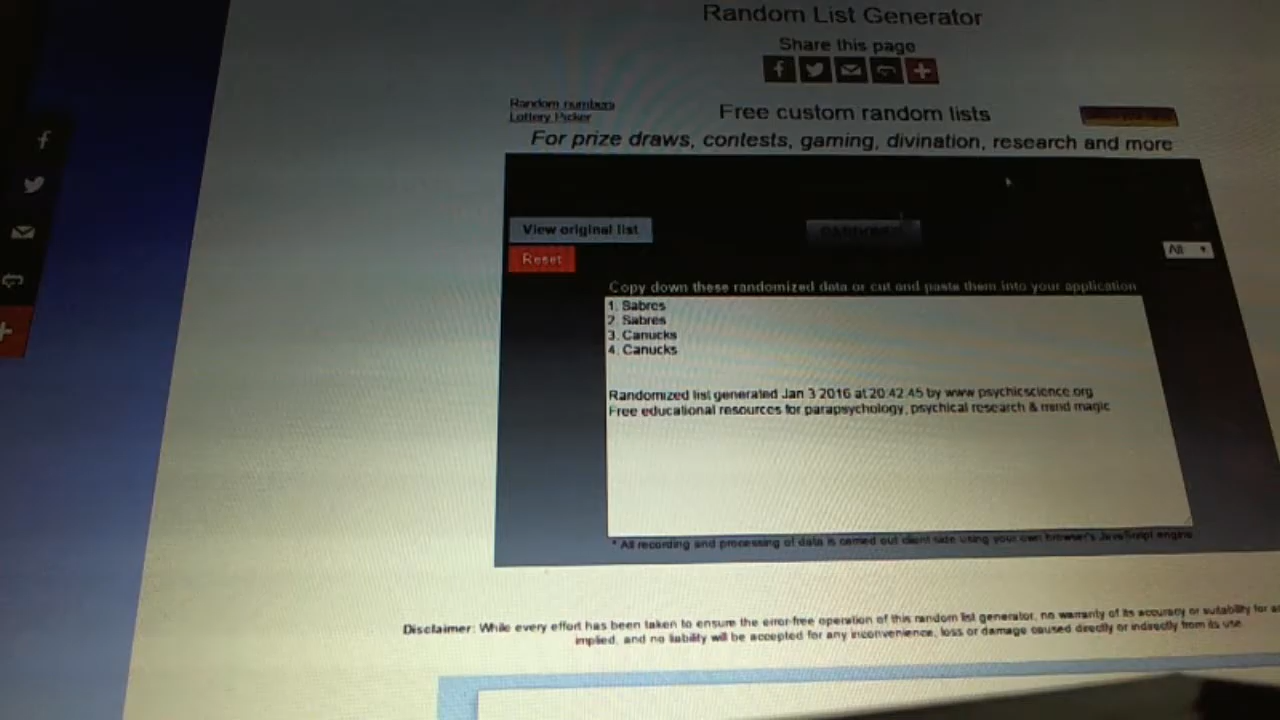 Random List Generator
Share this page
Random numbers
Lottery Picker
Free custom random lists
For prize draws, contests, gaming, divination, research and more
View original list
Reset
All
Copy down these randomized data or cut and paste them into your application
1. Sabres
2. Sabres
3. Canucks
4. Canucks
Randomized list generated Jan 3 2016 at 20:42:45 by www.psychicscience.org
Free educational resources for parapsychology, psychical research & mind magic
* All recording and processing of data is carried out client side using your own browser's JavaScript engine
Disclaimer: While every effort has been taken to ensure the error-free operation of this random list generator, no warranty of its accuracy or suitability for
implied, and no liability will be accepted for any inconvenience, loss or damage caused directly or indirectly from its use